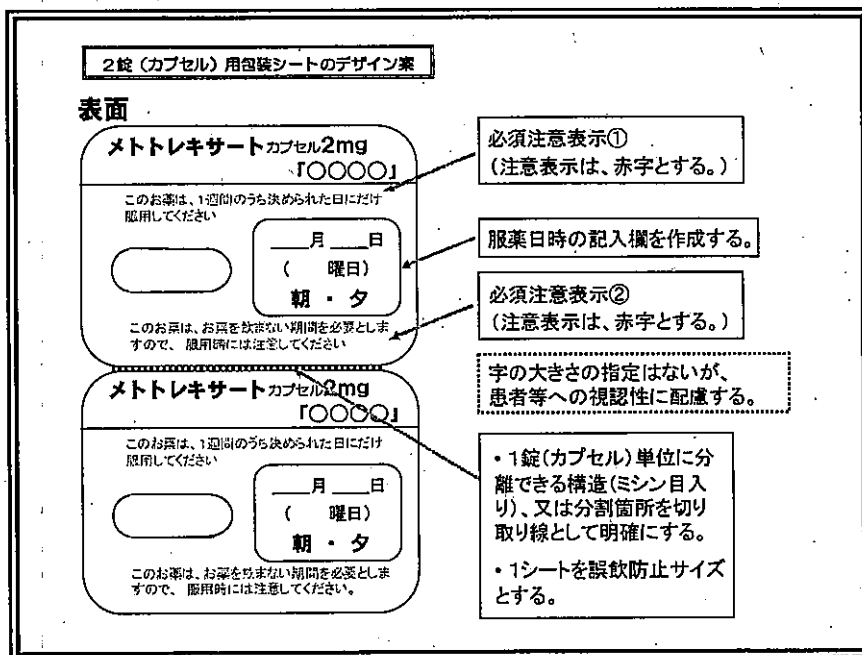 2錠(カプセル)用包装シートのデザイン案
表面
メトトレキサートカプセル2mg
『○○○○』
このお薬は、1週間のうち決められた日にだけ
服用してください
___月___日
(　　曜日)
朝・夕
このお薬は、お薬を飲まない期間を必要としま
すので、服用時には注意してください
メトトレキサートカプセル2mg
『○○○○』
このお薬は、1週間のうち決められた日にだけ
服用してください
___月___日
(　　曜日)
朝・夕
このお薬は、お薬を飲まない期間を必要としま
すので、服用時には注意してください。
必須注意表示①
(注意表示は、赤字とする。)
服薬日時の記入欄を作成する。
必須注意表示②
(注意表示は、赤字とする。)
字の大きさの指定はないが、
患者等への視認性に配慮する。
・1錠(カプセル)単位に分
離できる構造(ミシン目入
り)、又は分割箇所を切り
取り線として明確にする。
・1シートを誤飲防止サイズ
とする。